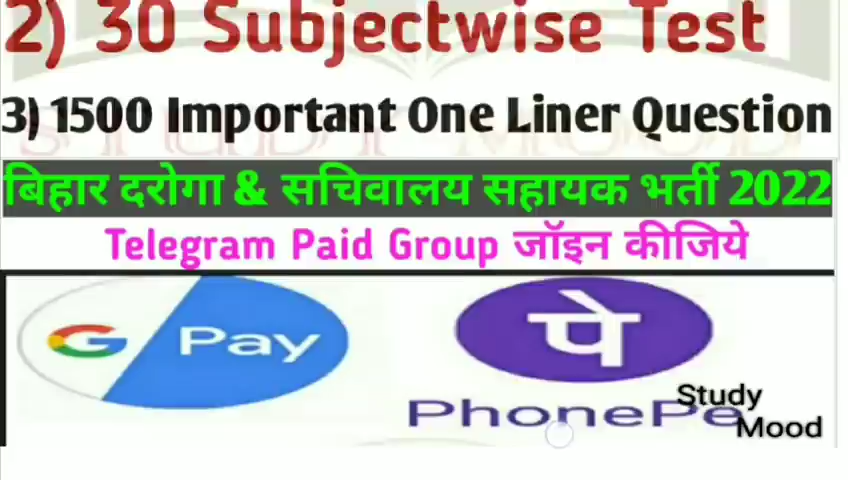 2) 30 Subjectwise Test
3) 1500 Important One Liner Question
बिहार दरोगा & सचिवालय सहायक भर्ती 2022
Telegram Paid Group जॉइन कीजिये
G Pay
पे
PhonePe
Study
Mood